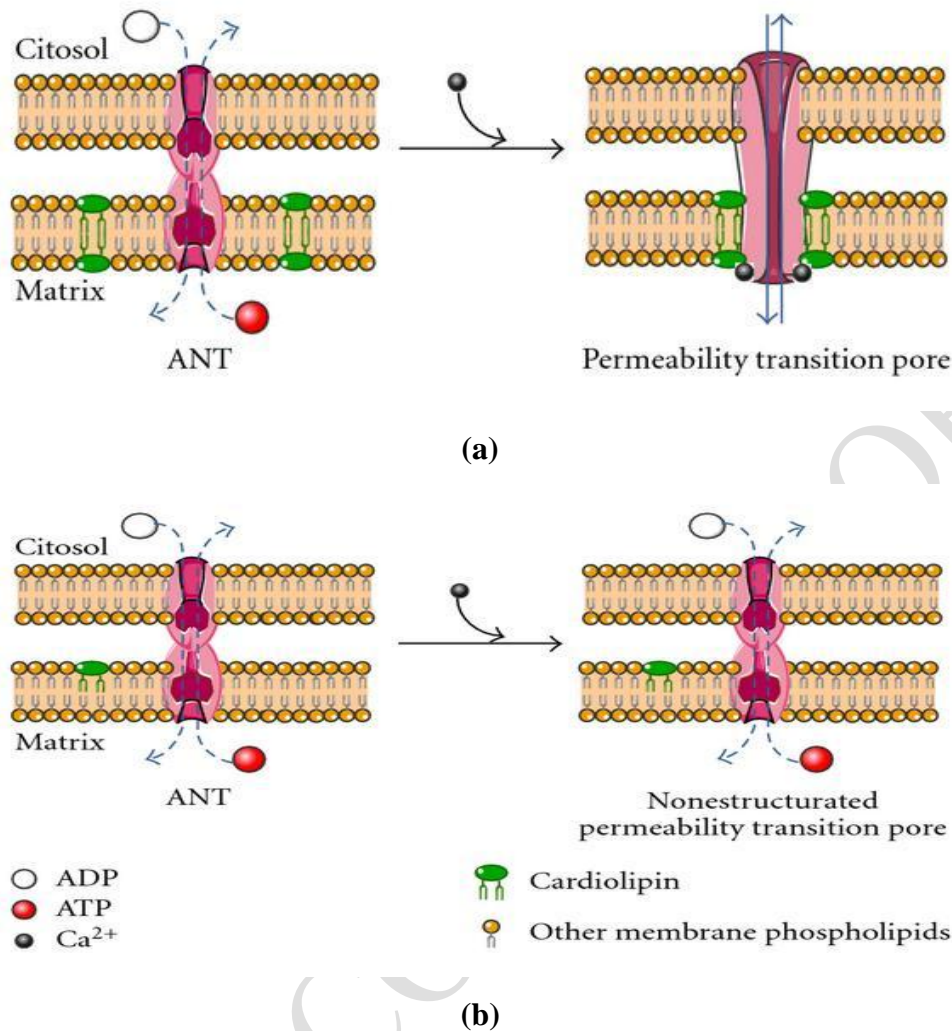 Citosol
Matrix
ANT
Permeability transition pore
(a)
Citosol
Matrix
ANT
Nonestructurated
permeability transition pore
ADP
ATP
Ca²⁺
Cardiolipin
Other membrane phospholipids
(b)